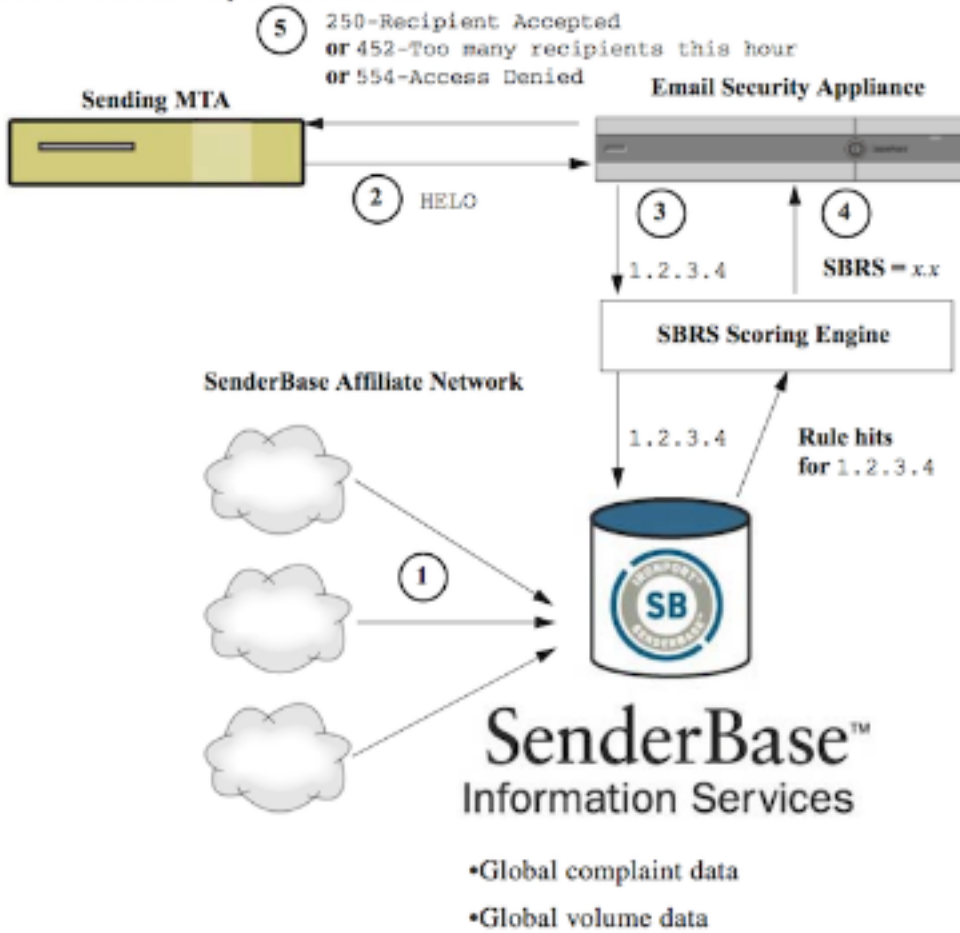 5
250-Recipient Accepted
or 452-Too many recipients this hour
or 554-Access Denied
Sending MTA
Email Security Appliance
2
HELO
3
4
1.2.3.4
SBRS = x.x
SBRS Scoring Engine
SenderBase Affiliate Network
1.2.3.4
Rule hits
for 1.2.3.4
1
IRONPORT
SB
SENDERBASE
SenderBase™
Information Services
•Global complaint data
•Global volume data